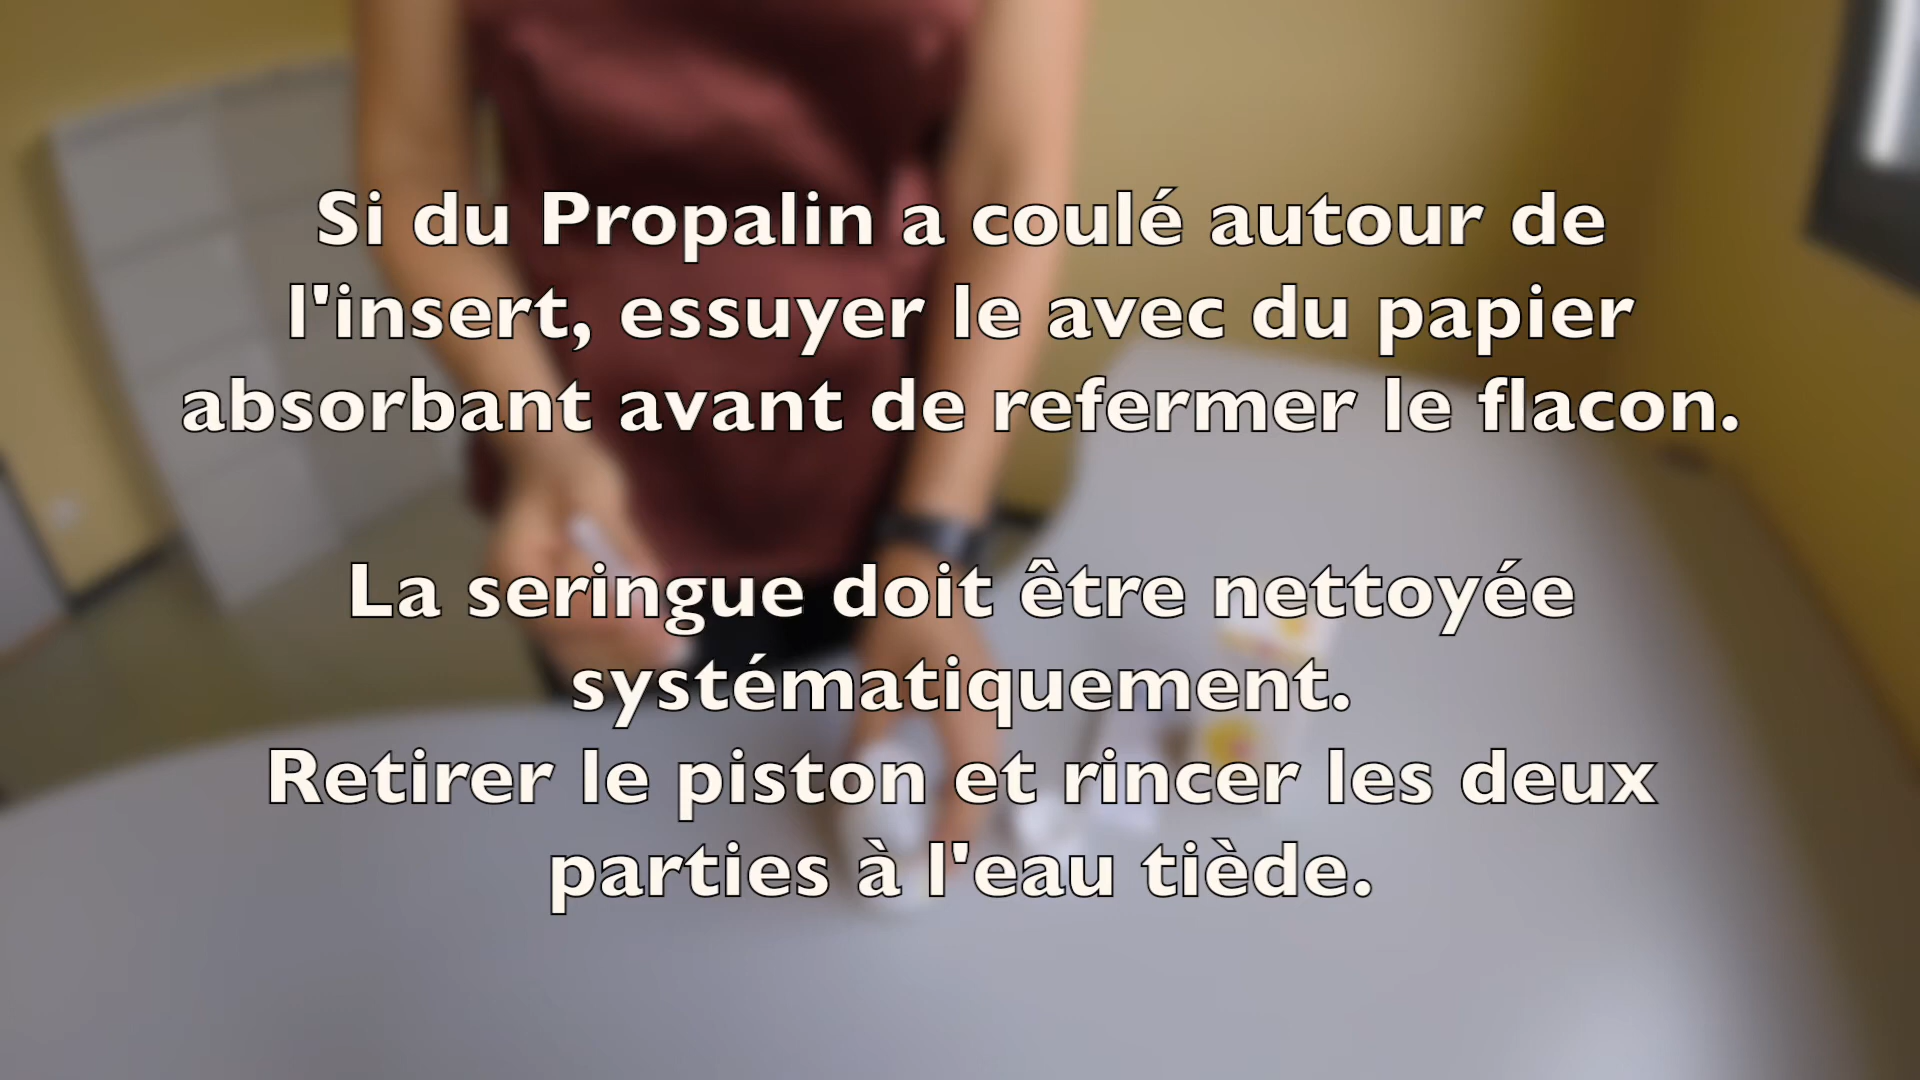 Si du Propalin a coulé autour de
l'insert, essuyer le avec du papier
absorbant avant de refermer le flacon.
La seringue doit être nettoyée
systématiquement.
Retirer le piston et rincer les deux
parties à l'eau tiède.